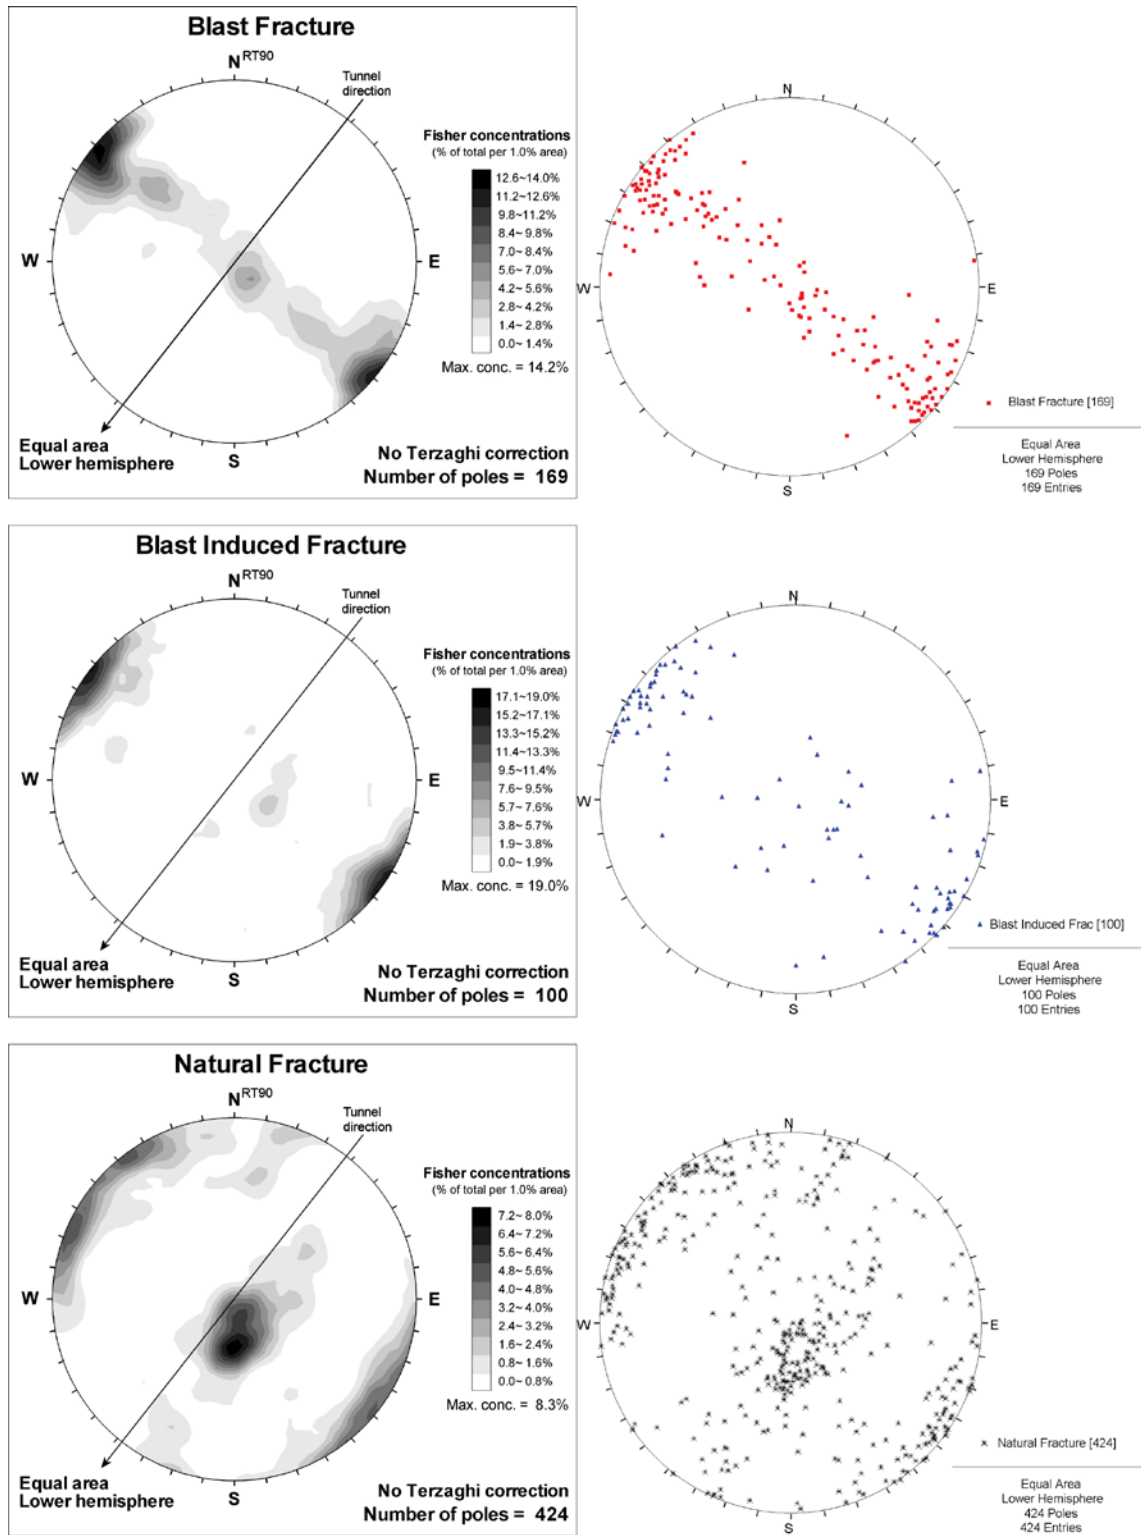 Blast Fracture
N RT90
Tunnel
direction
Fisher concentrations
(% of total per 1.0% area)
12.6~14.0%
11.2~12.6%
9.8~11.2%
8.4~ 9.8%
7.0~ 8.4%
5.6~ 7.0%
4.2~ 5.6%
2.8~ 4.2%
1.4~ 2.8%
0.0~ 1.4%
Max. conc. = 14.2%
W
E
S
Equal area
Lower hemisphere
No Terzaghi correction
Number of poles = 169
N
W
E
S
Blast Fracture [169]
Equal Area
Lower Hemisphere
169 Poles
169 Entries
Blast Induced Fracture
N RT90
Tunnel
direction
Fisher concentrations
(% of total per 1.0% area)
17.1~19.0%
15.2~17.1%
13.3~15.2%
11.4~13.3%
9.5~11.4%
7.6~ 9.5%
5.7~ 7.6%
3.8~ 5.7%
1.9~ 3.8%
0.0~ 1.9%
Max. conc. = 19.0%
W
E
S
Equal area
Lower hemisphere
No Terzaghi correction
Number of poles = 100
N
W
E
S
Blast Induced Frac [100]
Equal Area
Lower Hemisphere
100 Poles
100 Entries
Natural Fracture
N RT90
Tunnel
direction
Fisher concentrations
(% of total per 1.0% area)
7.2~ 8.0%
6.4~ 7.2%
5.6~ 6.4%
4.8~ 5.6%
4.0~ 4.8%
3.2~ 4.0%
2.4~ 3.2%
1.6~ 2.4%
0.8~ 1.6%
0.0~ 0.8%
Max. conc. = 8.3%
W
E
S
Equal area
Lower hemisphere
No Terzaghi correction
Number of poles = 424
N
W
E
S
Natural Fracture [424]
Equal Area
Lower Hemisphere
424 Poles
424 Entries